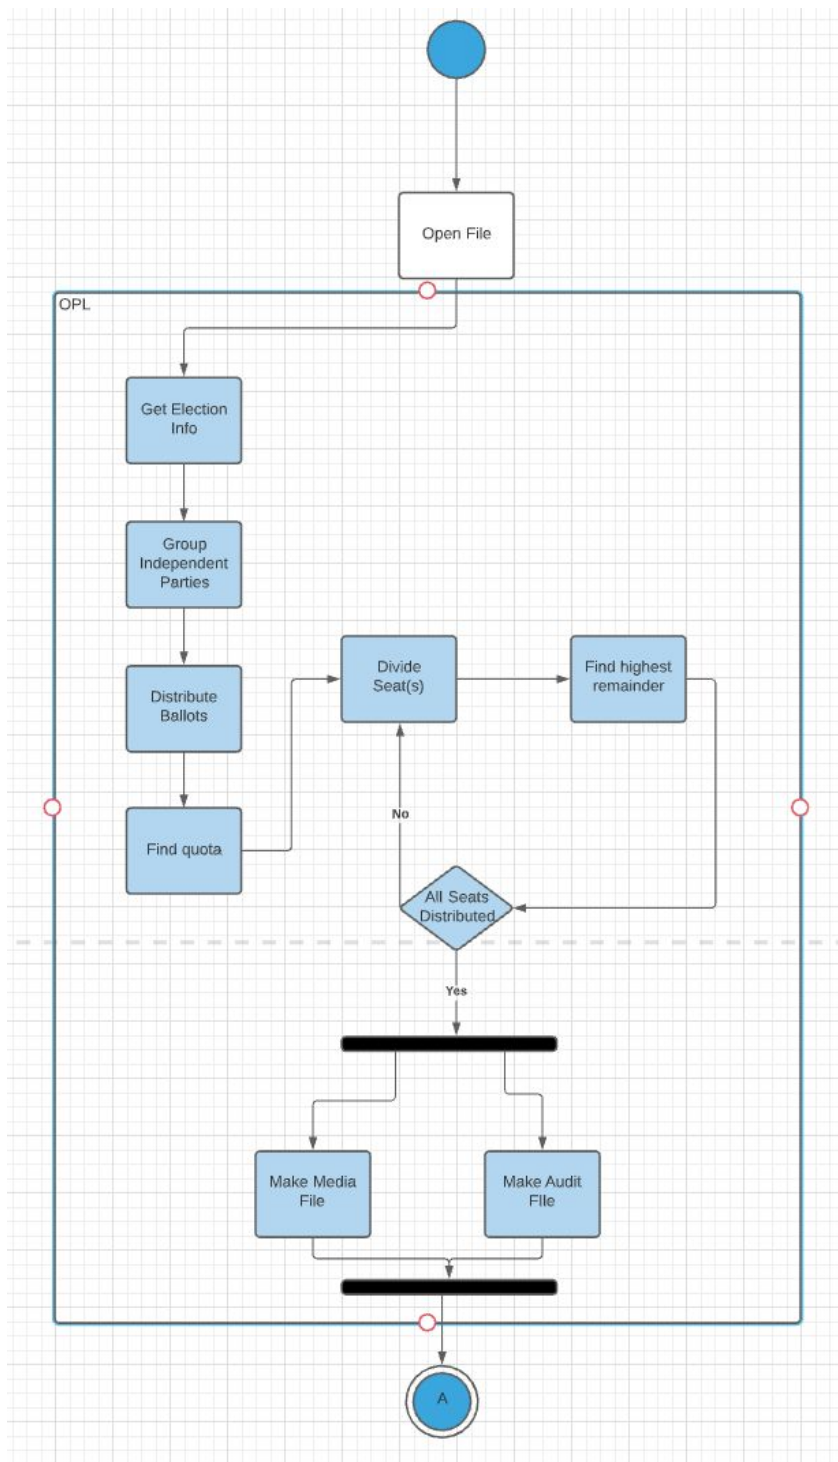 Open File
OPL
Get Election
Info
Group
Independent
Parties
Distribute
Ballots
Find quota
Divide
Seat(s)
Find highest
remainder
No
All Seats
Distributed
Yes
Make Media
File
Make Audit
FIle
A